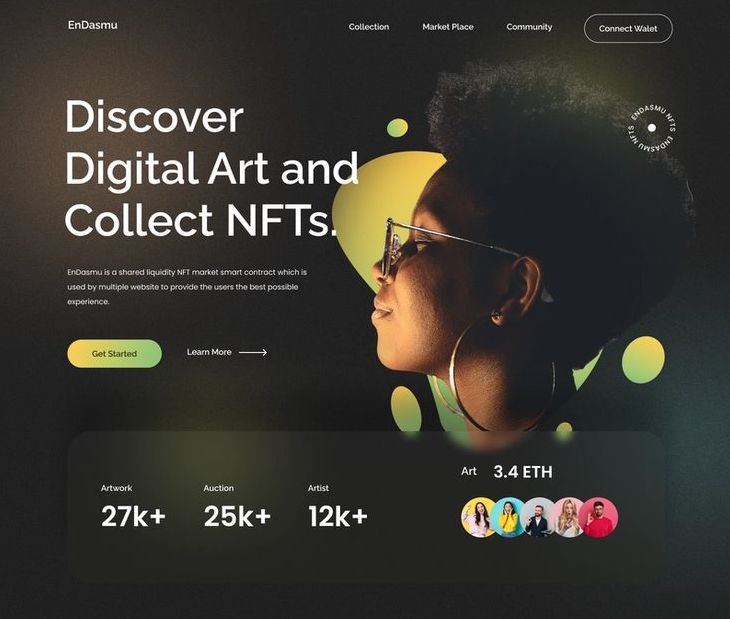 EnDasmu
Collection
Market Place
Community
Connect Walet
Discover
Digital Art and
Collect NFTs.
ENDASMU NFTS ENDASMU NFTS
EnDasmu is a shared liquidity NFT market smart contract which is
used by multiple website to provide the users the best possible
experience.
Get Started
Learn More
Artwork
27k+
Auction
25k+
Artist
12k+
Art
3.4 ETH